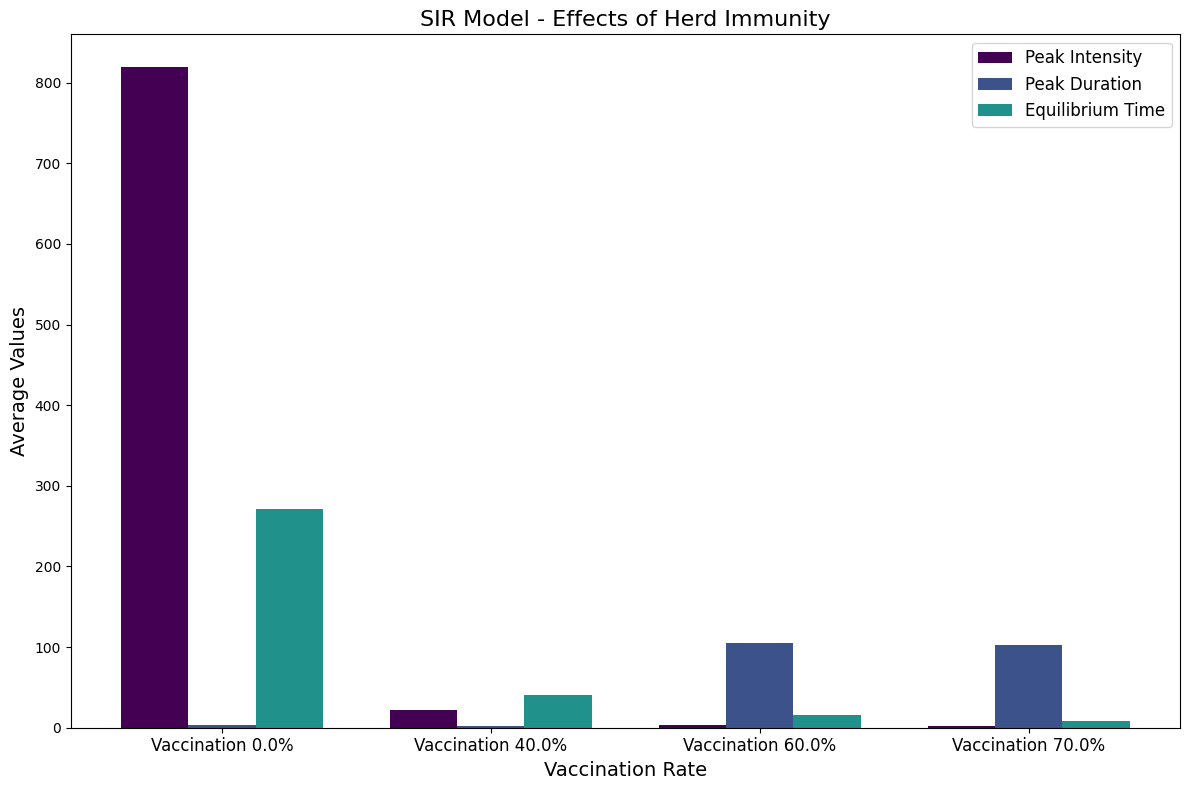 SIR Model - Effects of Herd Immunity
Peak Intensity
Peak Duration
Equilibrium Time
Average Values
800
700
600
500
400
300
200
100
0
Vaccination 0.0%
Vaccination 40.0%
Vaccination 60.0%
Vaccination 70.0%
Vaccination Rate